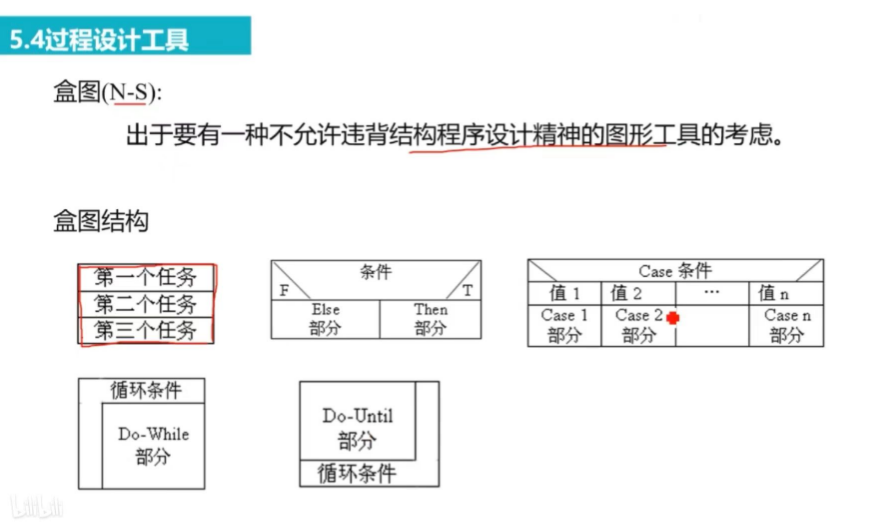 5.4过程设计工具
盒图(N-S):
出于要有一种不允许违背结构程序设计精神的图形工具的考虑。
盒图结构
第一个任务
第二个任务
第三个任务
条件
F
T
Else
部分
Then
部分
Case 条件
值 1
值 2
…
值 n
Case 1
部分
Case 2
部分
Case n
部分
循环条件
Do-While
部分
Do-Until
部分
循环条件
bilibili